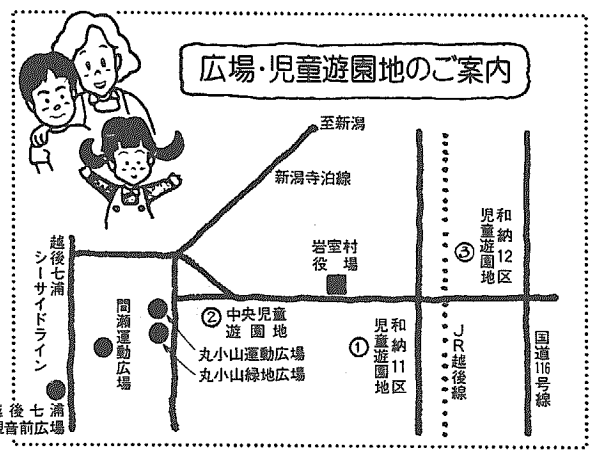 広場・児童遊園地のご案内
至新潟
新潟寺泊線
岩室村
役場
和納12区
③児童遊園地
越後七浦
シーサイドライン
間瀬運動広場
②中央児童
遊園地
丸小山運動広場
丸小山緑地広場
和納11区
①児童遊園地
JR越後線
国道116号線
越後七浦
観音前広場